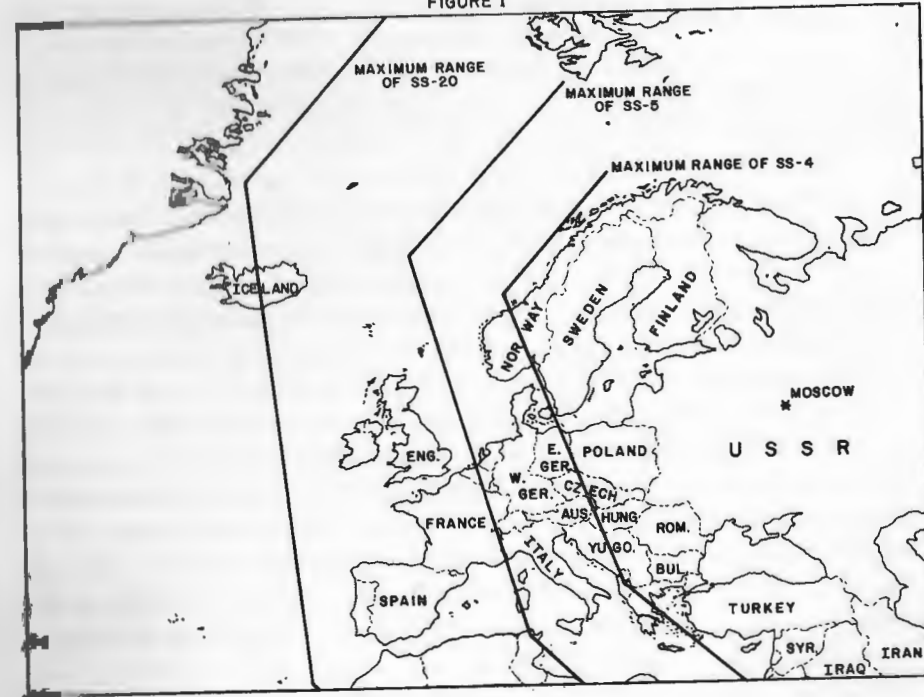 FIGURE 1
MAXIMUM RANGE
OF SS-20
MAXIMUM RANGE
OF SS-5
MAXIMUM RANGE OF SS-4
ICELAND
NORWAY
SWEDEN
FINLAND
*MOSCOW
USSR
ENG.
E.
GER.
POLAND
W.
GER.
CZECH
FRANCE
AUS.
HUNG
ROM.
ITALY
YUGO.
BUL.
SPAIN
TURKEY
SYR.
IRAQ
IRAN